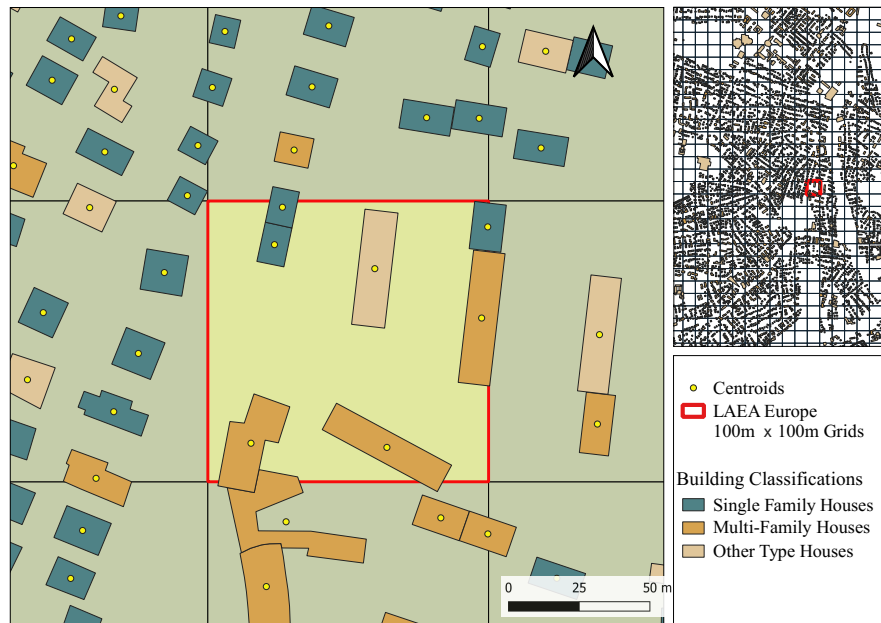 0 25 50 m
Centroids
LAEA Europe
100m x 100m Grids
Building Classifications
Single Family Houses
Multi-Family Houses
Other Type Houses